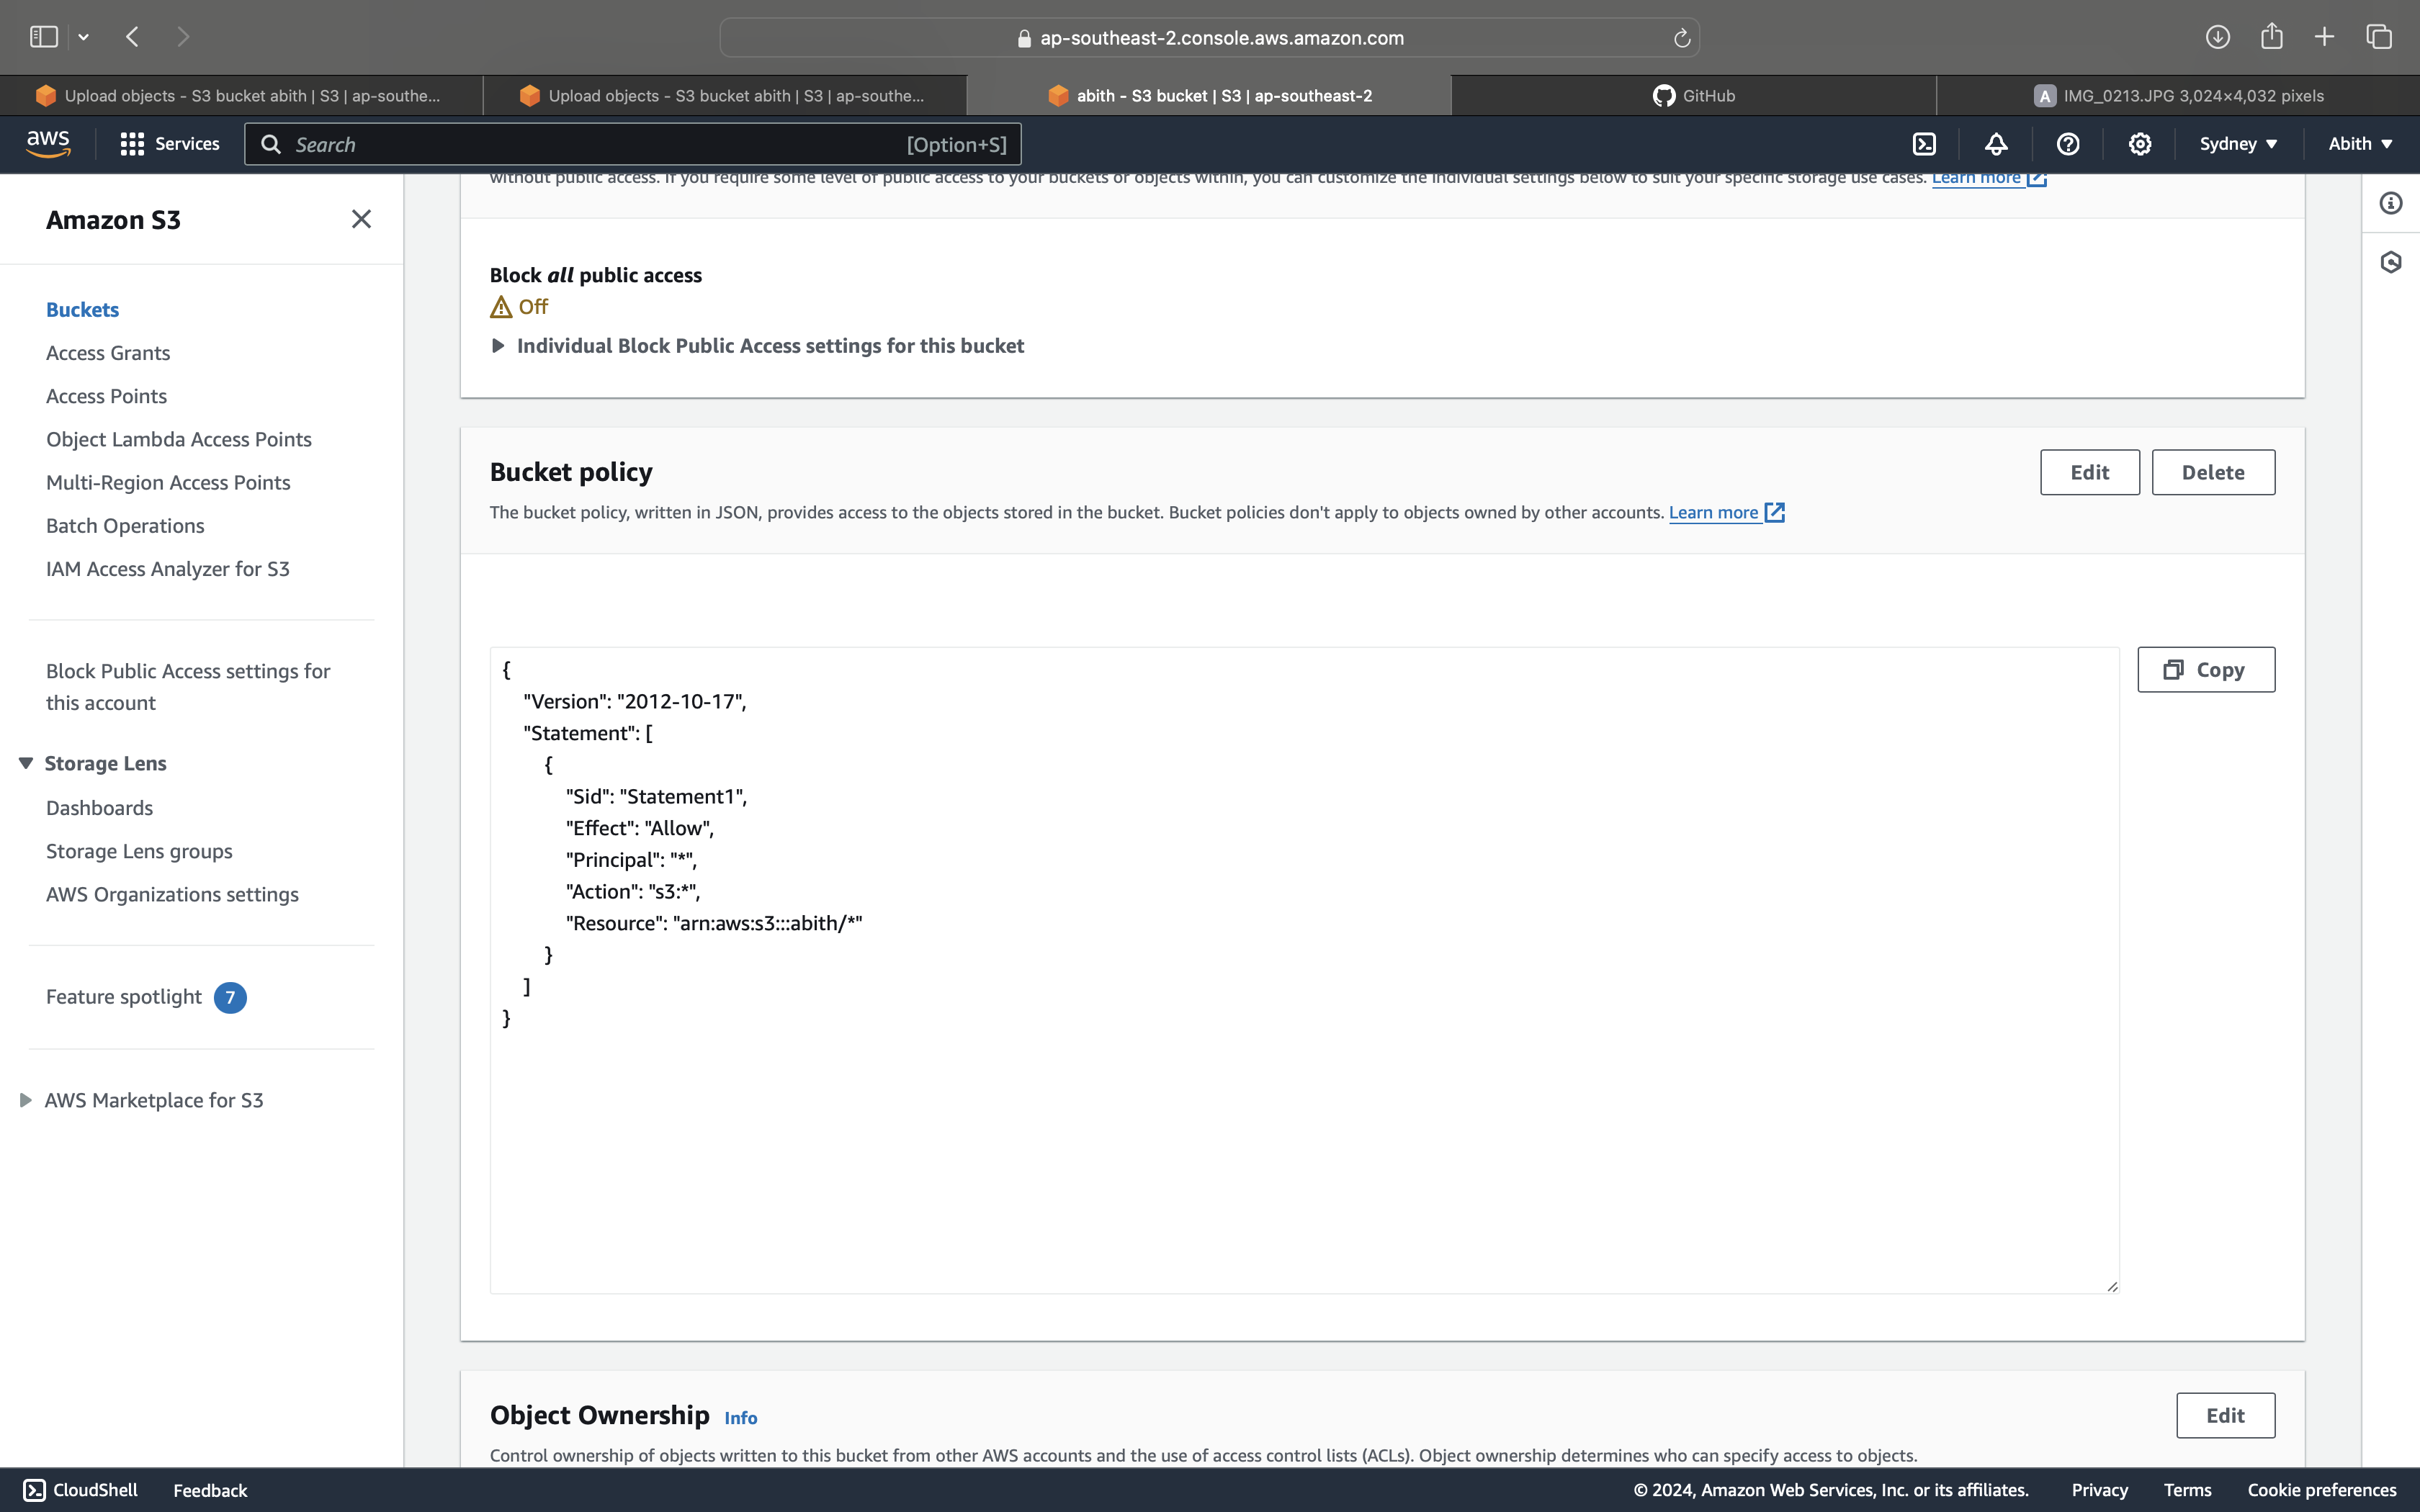 ap-southeast-2.console.aws.amazon.com
Upload objects - S3 bucket abith | S3 | ap-southe...
Upload objects - S3 bucket abith | S3 | ap-southe...
abith - S3 bucket | S3 | ap-southeast-2
GitHub
A IMG_0213.JPG 3,024×4,032 pixels
aws
Services
Search
[Option+S]
Sydney
Abith
Amazon S3
Buckets
Access Grants
Access Points
Object Lambda Access Points
Multi-Region Access Points
Batch Operations
IAM Access Analyzer for S3
Block Public Access settings for
this account
Storage Lens
Dashboards
Storage Lens groups
AWS Organizations settings
Feature spotlight 7
AWS Marketplace for S3
without public access. If you require some level of public access to your buckets or objects within, you can customize the individual settings below to suit your specific storage use cases. Learn more
Block all public access
Off
Individual Block Public Access settings for this bucket
Bucket policy
Edit
Delete
The bucket policy, written in JSON, provides access to the objects stored in the bucket. Bucket policies don't apply to objects owned by other accounts. Learn more
Copy
{
"Version": "2012-10-17",
"Statement": [
{
"Sid": "Statement1",
"Effect": "Allow",
"Principal": "*",
"Action": "s3:*",
"Resource": "arn:aws:s3:::abith/*"
}
]
}
Object Ownership Info
Edit
Control ownership of objects written to this bucket from other AWS accounts and the use of access control lists (ACLs). Object ownership determines who can specify access to objects.
CloudShell
Feedback
© 2024, Amazon Web Services, Inc. or its affiliates.
Privacy
Terms
Cookie preferences